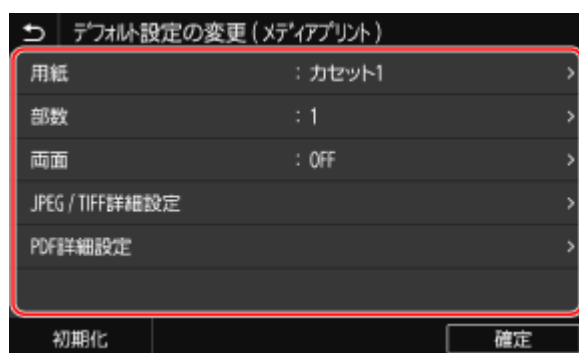 デフォルト設定の変更 ( メディアプリント )
用紙 : カセット1
部数 : 1
両面 : OFF
JPEG / TIFF詳細設定
PDF詳細設定
初期化 確定